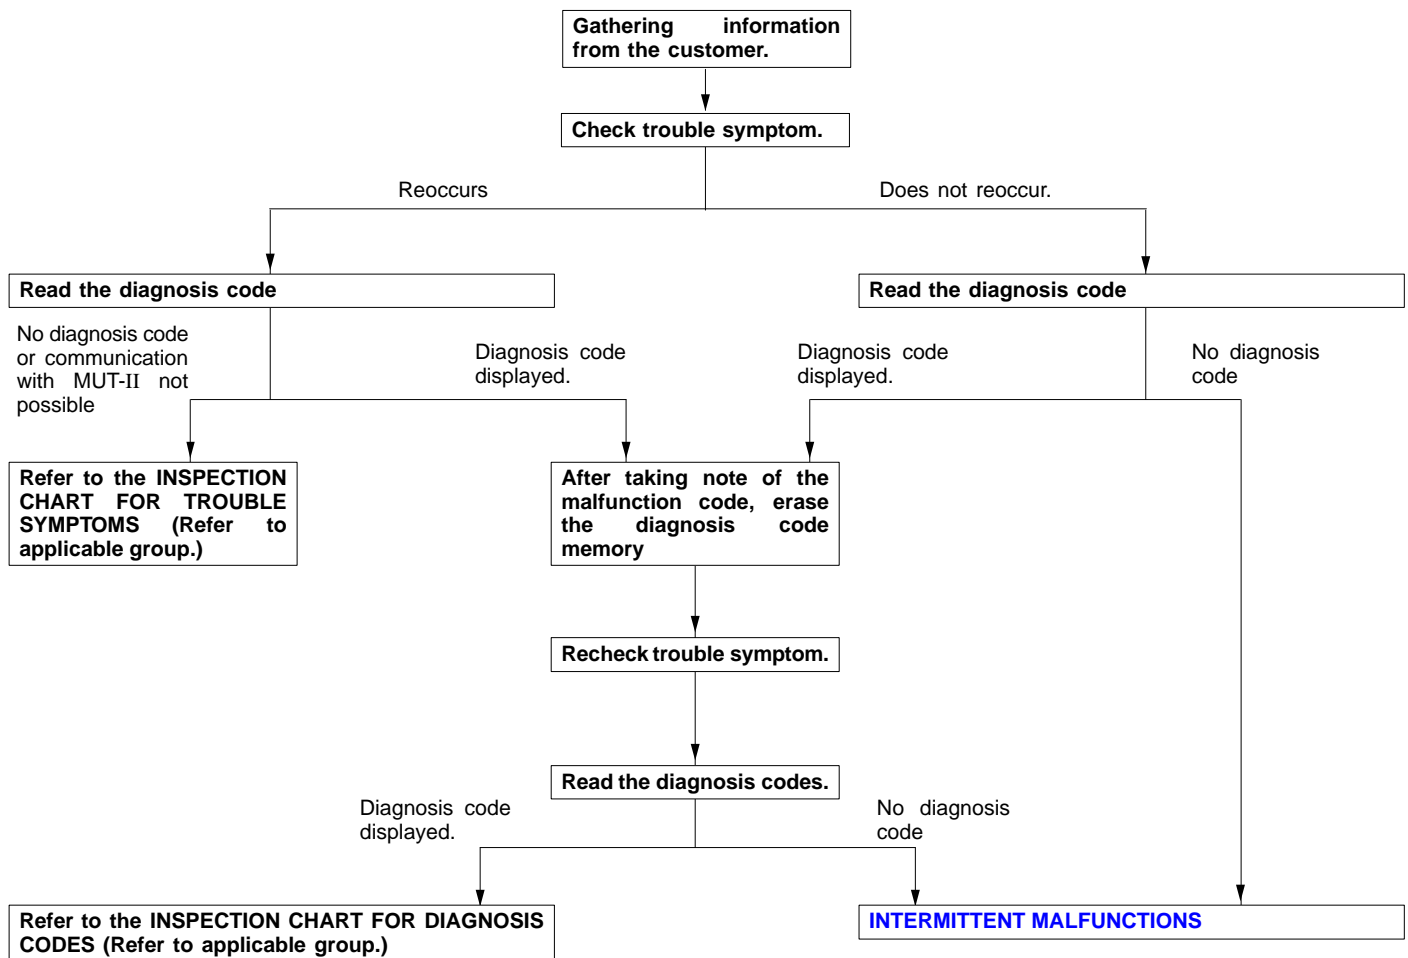 Gathering information
from the customer.
Check trouble symptom.
Reoccurs
Does not reoccur.
Read the diagnosis code
Read the diagnosis code
No diagnosis code
or communication
with MUT-II not
possible
Diagnosis code
displayed.
Diagnosis code
displayed.
No diagnosis
code
Refer to the INSPECTION
CHART FOR TROUBLE
SYMPTOMS (Refer to
applicable group.)
After taking note of the
malfunction code, erase
the diagnosis code
memory
Recheck trouble symptom.
Read the diagnosis codes.
Diagnosis code
displayed.
No diagnosis
code
Refer to the INSPECTION CHART FOR DIAGNOSIS
CODES (Refer to applicable group.)
INTERMITTENT MALFUNCTIONS